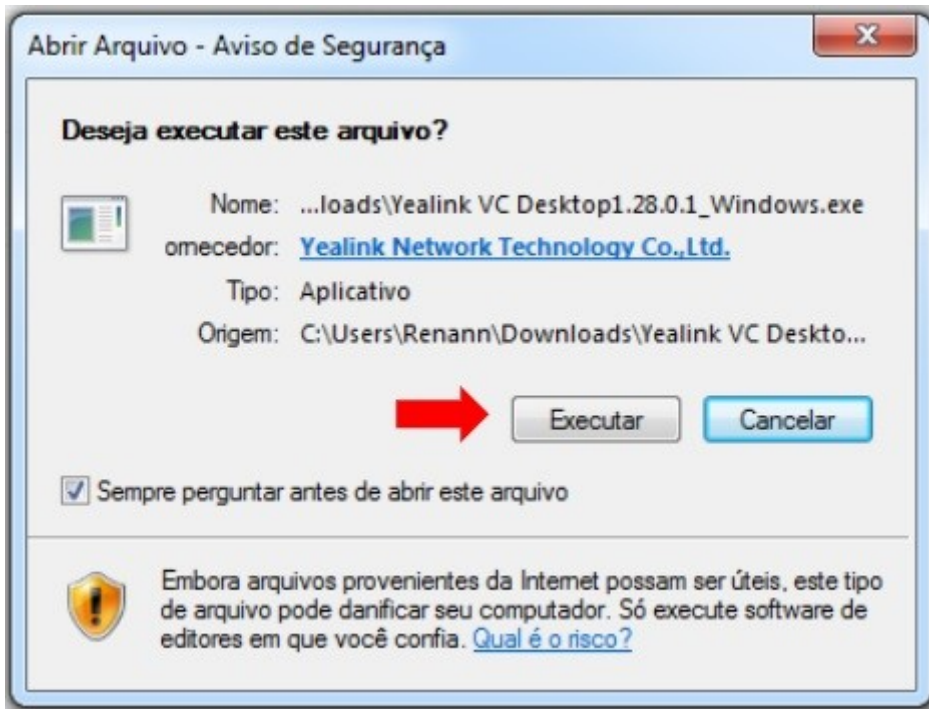 Abrir Arquivo - Aviso de Segurança
Deseja executar este arquivo?
Nome: ...loads\Yealink VC Desktop1.28.0.1_Windows.exe
omecedor: Yealink Network Technology Co.,Ltd.
Tipo: Aplicativo
Origem: C:\Users\Renann\Downloads\Yealink VC Deskto...
Executar Cancelar
Sempre perguntar antes de abrir este arquivo
Embora arquivos provenientes da Internet possam ser úteis, este tipo
de arquivo pode danificar seu computador. Só execute software de
editores em que você confia. Qual é o risco?